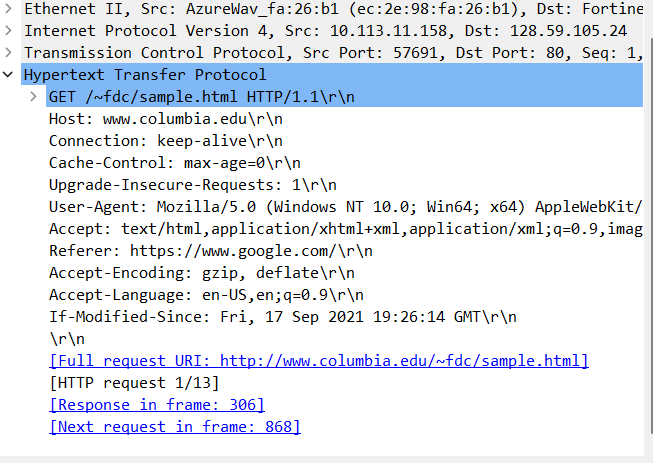 Ethernet II, Src: AzureWav_fa:26:b1 (ec:2e:98:fa:26:b1), Dst: Fortine
Internet Protocol Version 4, Src: 10.113.11.158, Dst: 128.59.105.24
Transmission Control Protocol, Src Port: 57691, Dst Port: 80, Seq: 1,
Hypertext Transfer Protocol
GET /~fdc/sample.html HTTP/1.1\r\n
Host: www.columbia.edu\r\n
Connection: keep-alive\r\n
Cache-Control: max-age=0\r\n
Upgrade-Insecure-Requests: 1\r\n
User-Agent: Mozilla/5.0 (Windows NT 10.0; Win64; x64) AppleWebKit/
Accept: text/html,application/xhtml+xml,application/xml;q=0.9,imag
Referer: https://www.google.com/\r\n
Accept-Encoding: gzip, deflate\r\n
Accept-Language: en-US,en;q=0.9\r\n
If-Modified-Since: Fri, 17 Sep 2021 19:26:14 GMT\r\n
\r\n
[Full request URI: http://www.columbia.edu/~fdc/sample.html]
[HTTP request 1/13]
[Response in frame: 306]
[Next request in frame: 868]